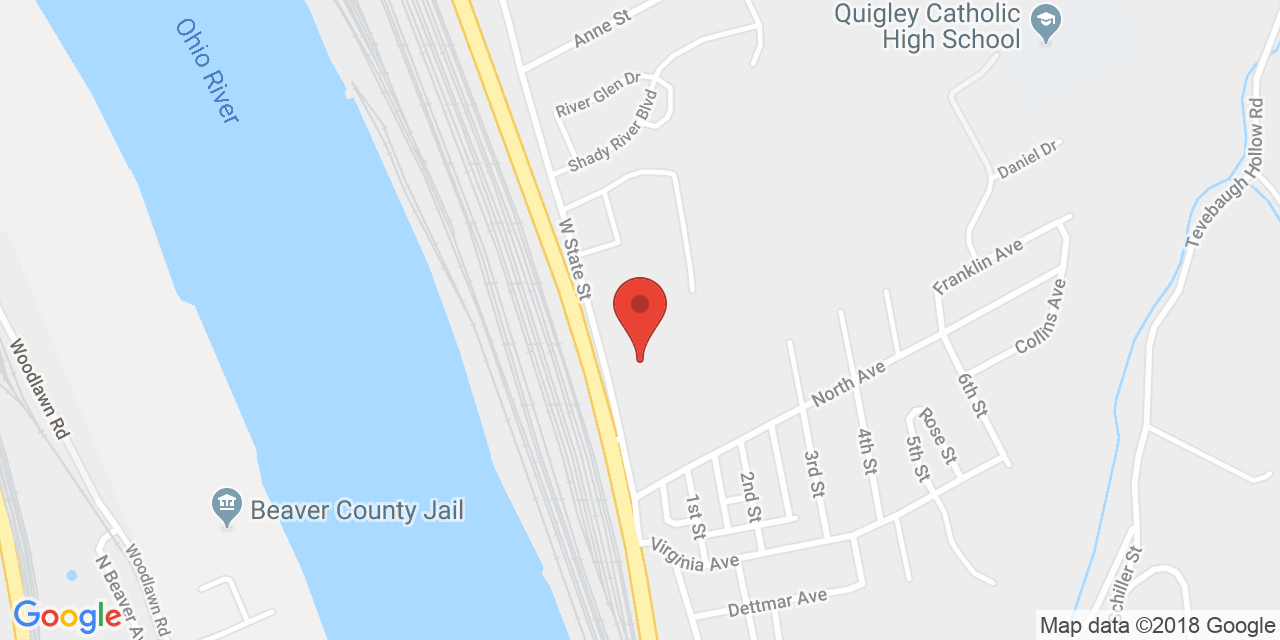 Quigley Catholic
High School
Anne St
Ohio River
River Glen Dr
Shady River Blvd
Tevebaugh Hollow Rd
Daniel Dr
W State St
Franklin Ave
Collins Ave
Woodlawn Rd
North Ave
6th St
Rose St
5th St
4th St
3rd St
2nd St
1st St
Beaver County Jail
Virginia Ave
Woodlawn Rd
N Beaver Av
Dettmar Ave
Schiller St
Google
Map data ©2018 Google